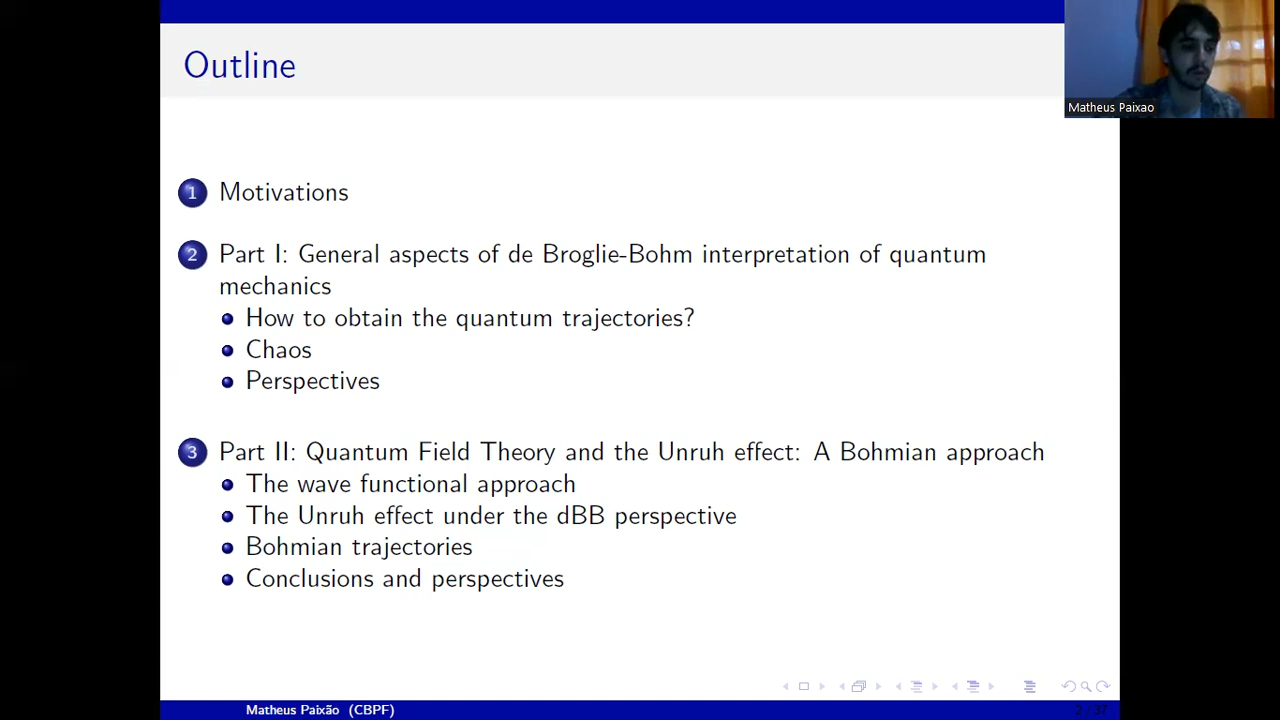 Outline
Matheus Paixao
1 Motivations
2 Part I: General aspects of de Broglie-Bohm interpretation of quantum
mechanics
How to obtain the quantum trajectories?
Chaos
Perspectives
3 Part II: Quantum Field Theory and the Unruh effect: A Bohmian approach
The wave functional approach
The Unruh effect under the dBB perspective
Bohmian trajectories
Conclusions and perspectives
Matheus Paixão (CBPF)
2 / 37